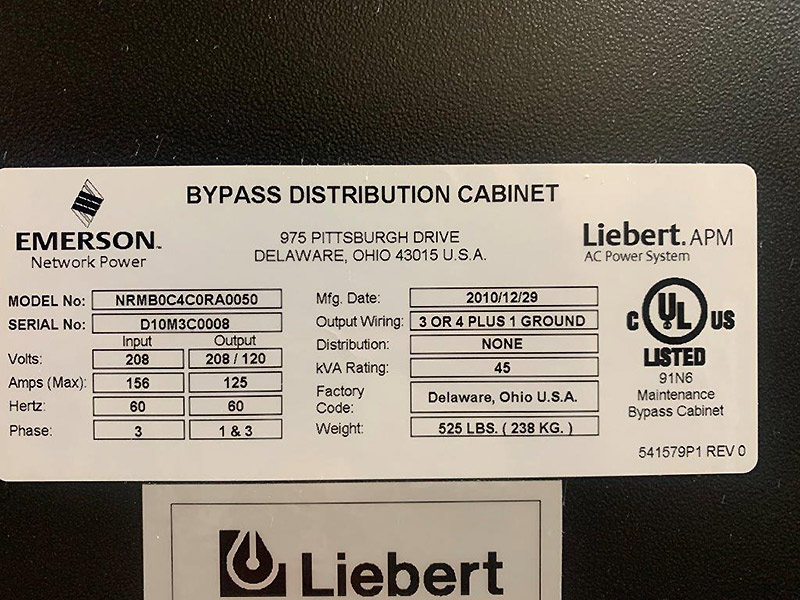 BYPASS DISTRIBUTION CABINET
EMERSON
Network Power
975 PITTSBURGH DRIVE
DELAWARE, OHIO 43015 U.S.A.
Liebert. APM
AC Power System
MODEL No: NRMB0C4C0RA0050
SERIAL No: D10M3C0008
Input Output
Volts: 208 208 / 120
Amps (Max): 156 125
Hertz: 60 60
Phase: 3 1 & 3
Mfg. Date: 2010/12/29
Output Wiring: 3 OR 4 PLUS 1 GROUND
Distribution: NONE
kVA Rating: 45
Factory
Code: Delaware, Ohio U.S.A.
Weight: 525 LBS. ( 238 KG. )
C UL US
LISTED
91N6
Maintenance
Bypass Cabinet
541579P1 REV 0
Liebert